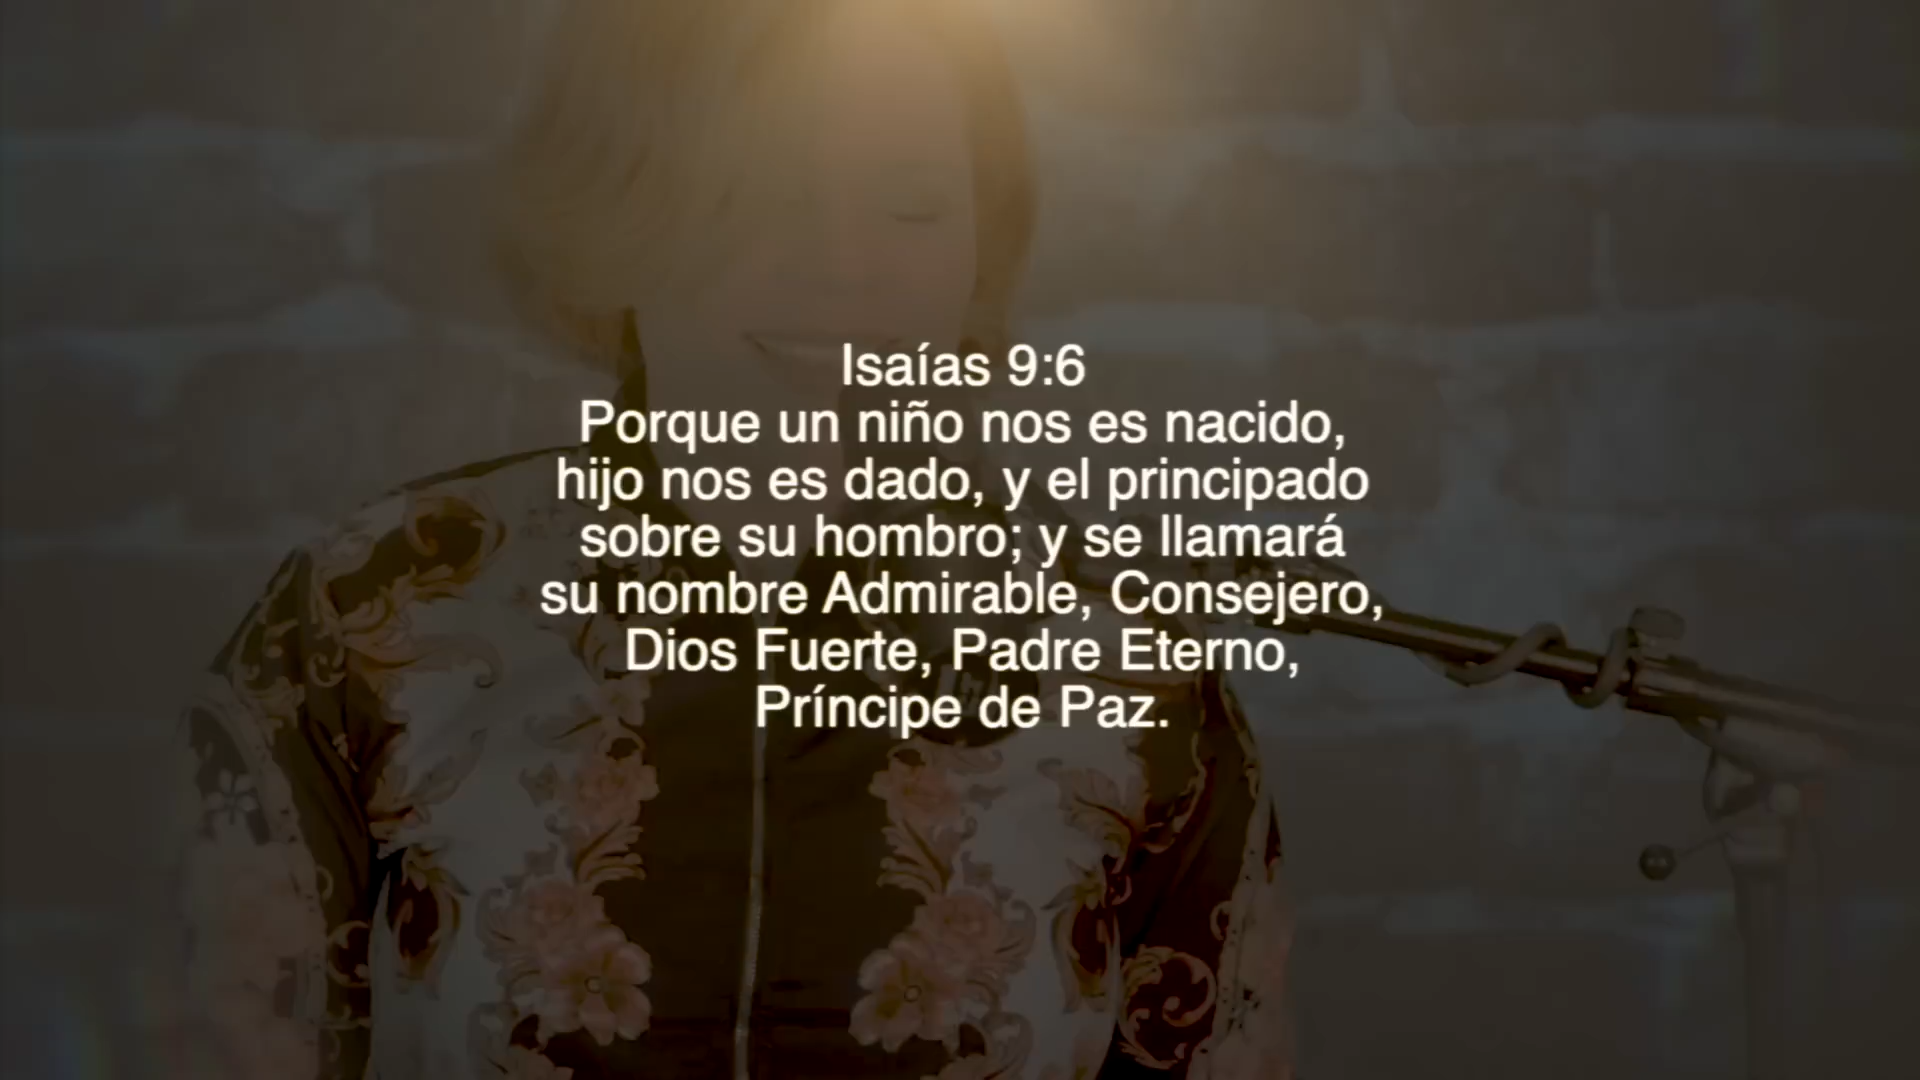 Isaías 9:6
Porque un niño nos es nacido,
hijo nos es dado, y el principado
sobre su hombro; y se llamará
su nombre Admirable, Consejero,
Dios Fuerte, Padre Eterno,
Príncipe de Paz.